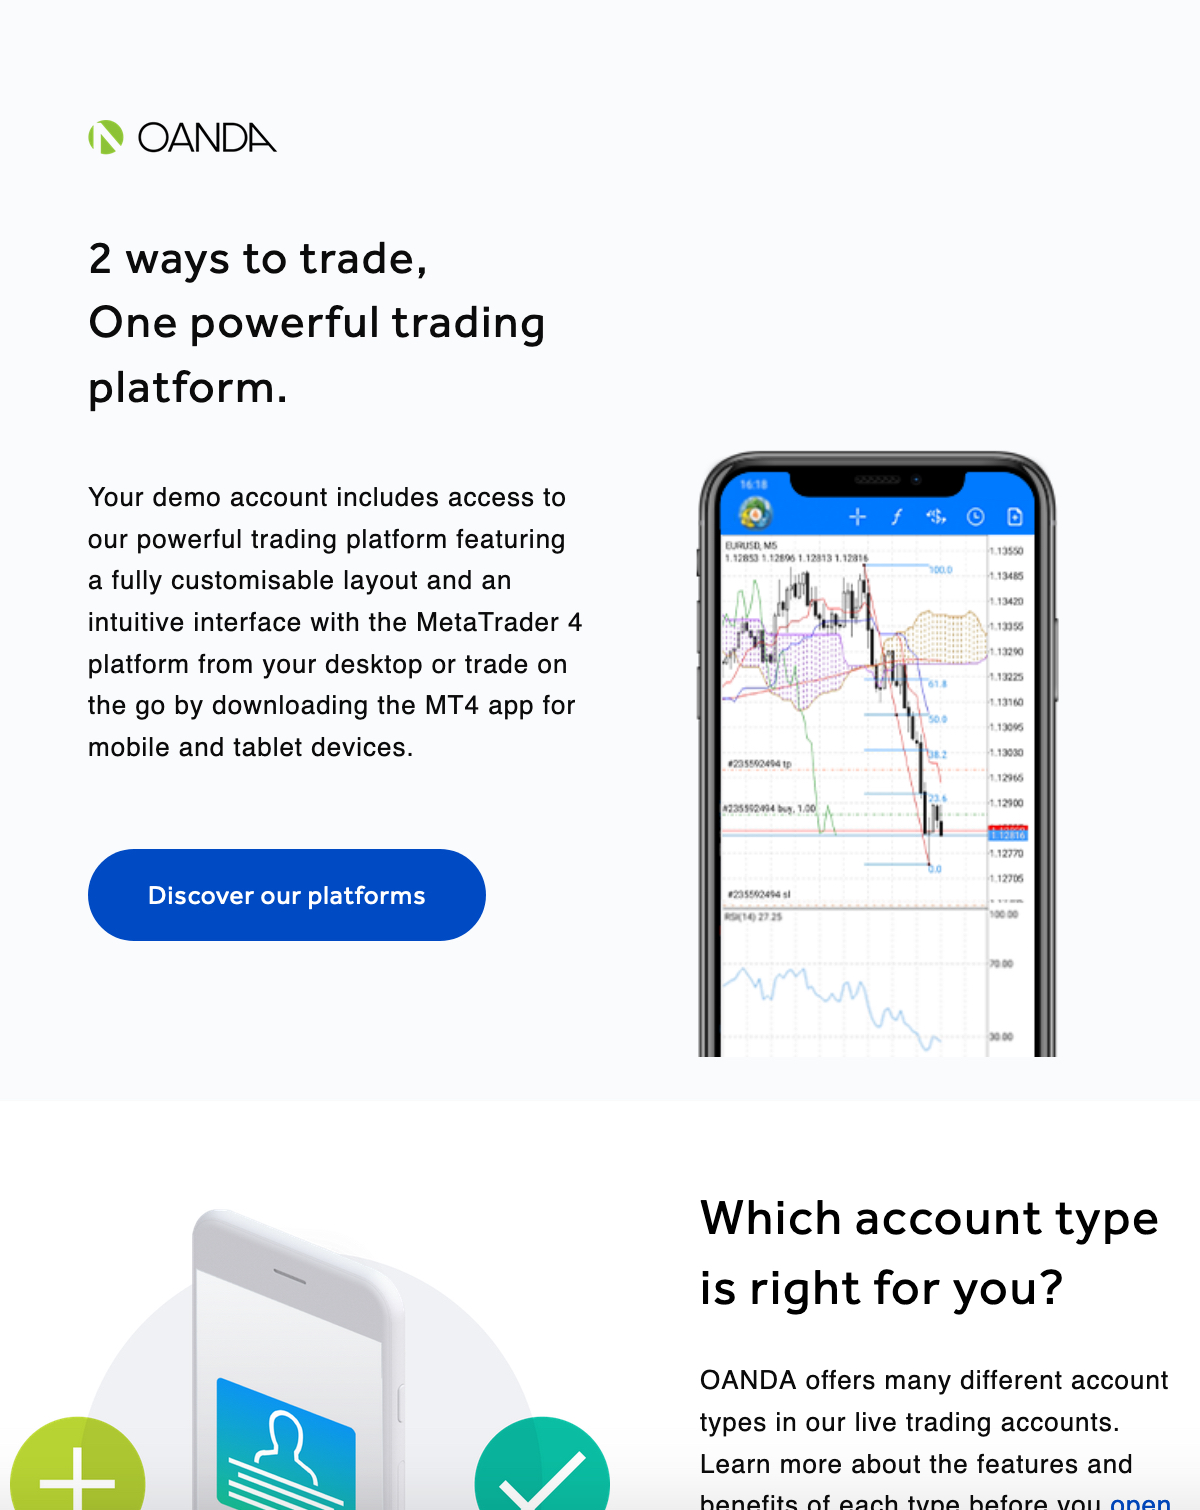 OANDA
2 ways to trade,
One powerful trading
platform.
Your demo account includes access to
our powerful trading platform featuring
a fully customisable layout and an
intuitive interface with the MetaTrader 4
platform from your desktop or trade on
the go by downloading the MT4 app for
mobile and tablet devices.
Discover our platforms
16:18
EURUSD, M5
1.12853 1.12896 1.12813 1.12816
1.13550
100.0
1.13485
1.13420
1.13355
1.13290
1.13225
61.8
1.13160
50.0
1.13095
38.2
1.13030
#235592494 tp
1.12965
23.6
1.12900
#235592494 buy, 1.00
1.12816
1.12770
0.0
1.12705
#235592494 sl
RSI(14) 27.25
100.00
70.00
30.00
Which account type
is right for you?
OANDA offers many different account
types in our live trading accounts.
Learn more about the features and
benefits of each type before you open